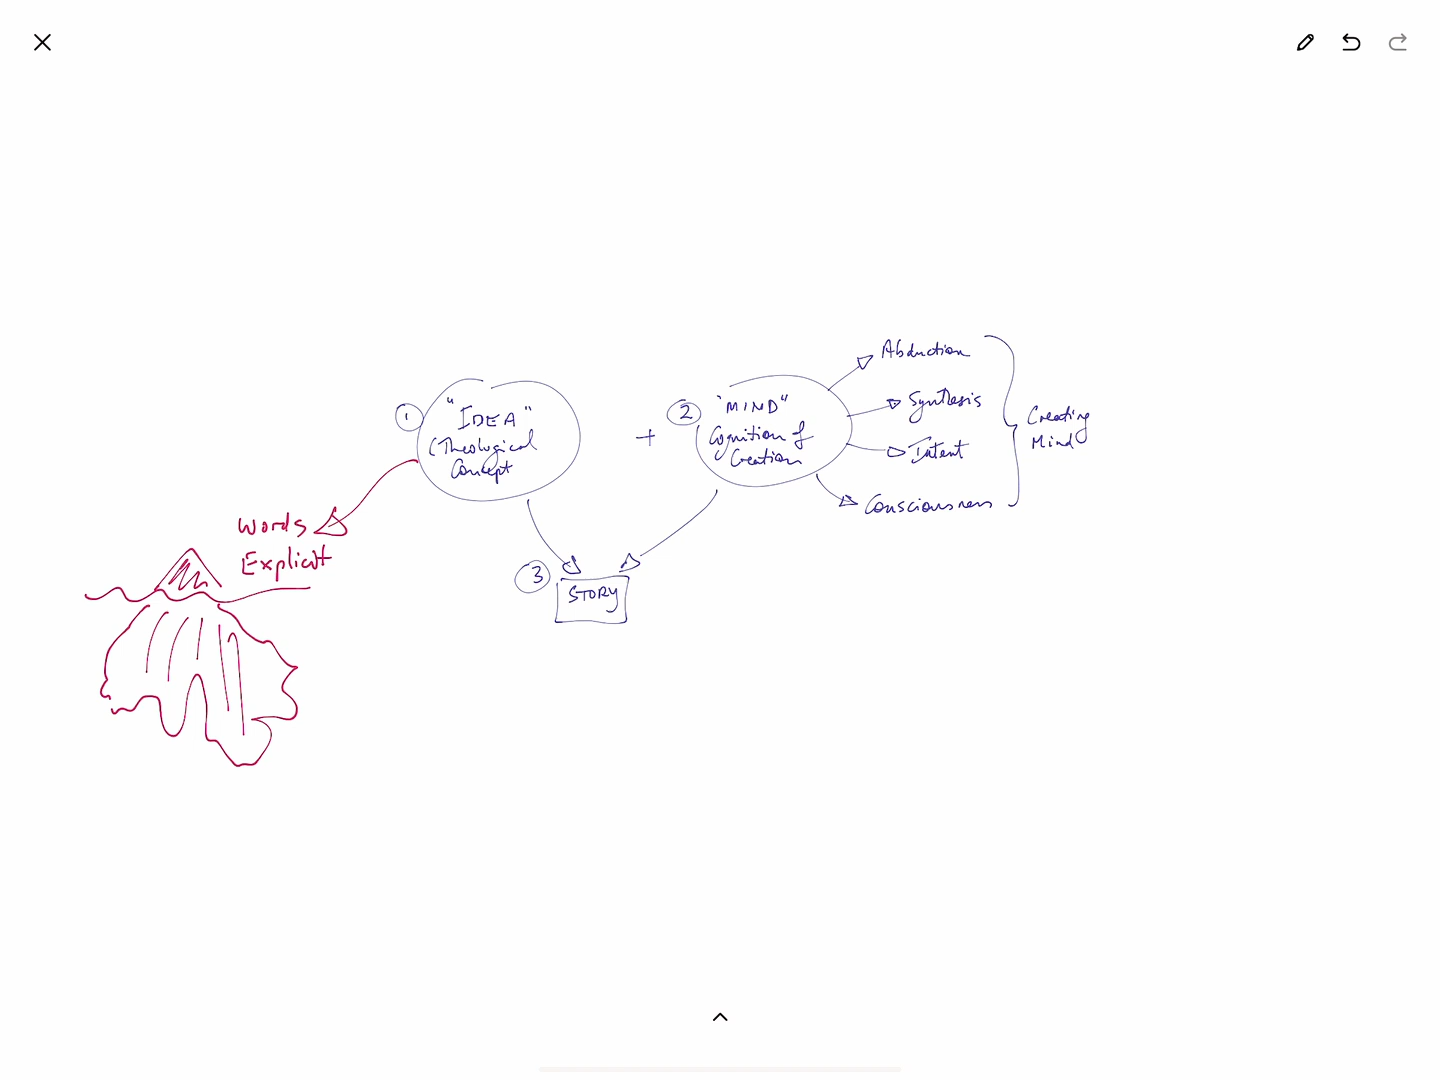 1
"IDEA"
(Theological
Concept
+
2
"MIND"
Cognition of
Creation
Abduction
Synthesis
Intent
Consciousness
Creating
Mind
Words
Explicit
3
STORY